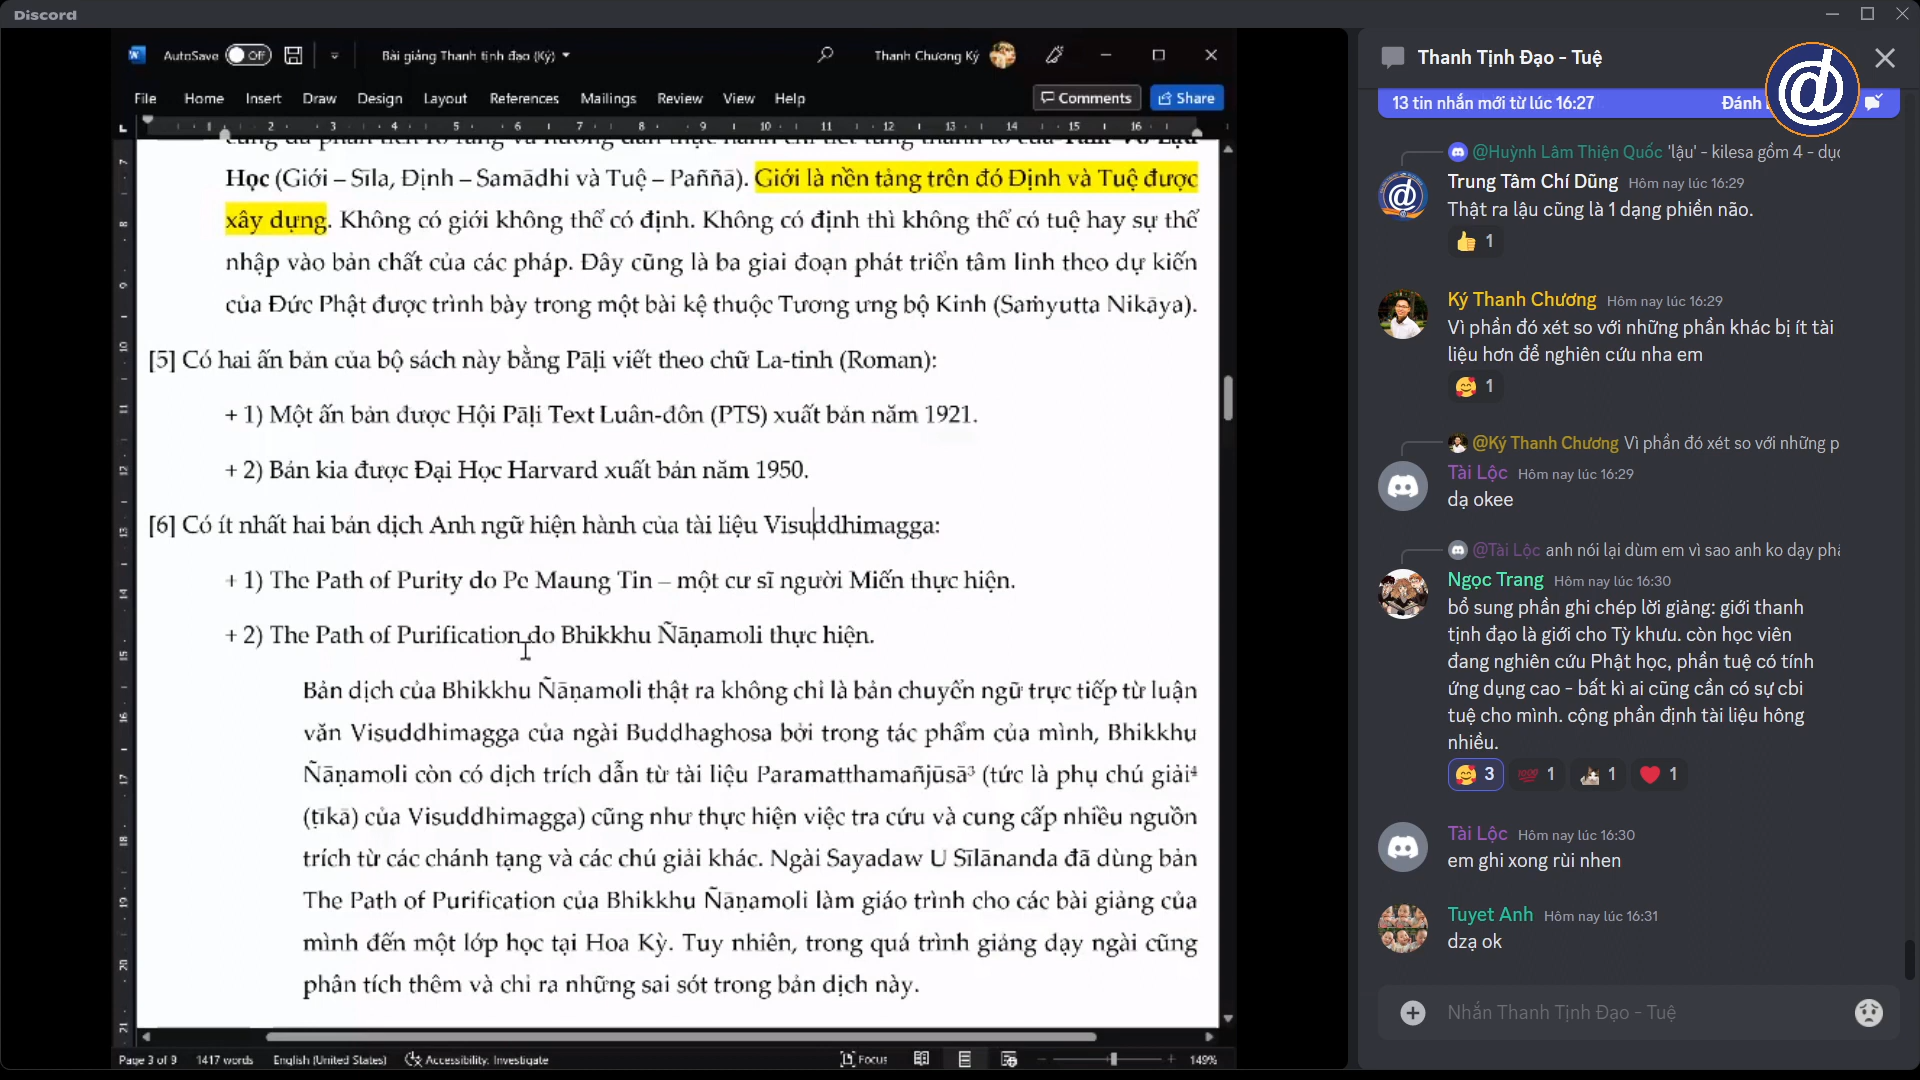 Discord
AutoSave Off Bài giảng Thanh tịnh đạo (Ký) Thanh Chương Ký
File Home Insert Draw Design Layout References Mailings Review View Help Comments Share
1 2 3 4 5 6 7 8 9 10 11 12 13 14 15 16
Học (Giới – Sīla, Định – Samādhi và Tuệ – Paññā). Giới là nền tảng trên đó Định và Tuệ được
xây dựng. Không có giới không thể có định. Không có định thì không thể có tuệ hay sự thể
nhập vào bản chất của các pháp. Đây cũng là ba giai đoạn phát triển tâm linh theo dự kiến
của Đức Phật được trình bày trong một bài kệ thuộc Tương ưng bộ Kinh (Saṁyutta Nikāya).
[5] Có hai ấn bản của bộ sách này bằng Pāḷi viết theo chữ La-tinh (Roman):
+ 1) Một ấn bản được Hội Pāḷi Text Luân-đôn (PTS) xuất bản năm 1921.
+ 2) Bản kia được Đại Học Harvard xuất bản năm 1950.
[6] Có ít nhất hai bản dịch Anh ngữ hiện hành của tài liệu Visuddhimagga:
+ 1) The Path of Purity do Pe Maung Tin – một cư sĩ người Miến thực hiện.
+ 2) The Path of Purification do Bhikkhu Ñāṇamoli thực hiện.
Bản dịch của Bhikkhu Ñāṇamoli thật ra không chỉ là bản chuyển ngữ trực tiếp từ luận
văn Visuddhimagga của ngài Buddhaghosa bởi trong tác phẩm của mình, Bhikkhu
Ñāṇamoli còn có dịch trích dẫn từ tài liệu Paramatthamañjūsā³ (tức là phụ chú giải⁴
(ṭīkā) của Visuddhimagga) cũng như thực hiện việc tra cứu và cung cấp nhiều nguồn
trích từ các chánh tạng và các chú giải khác. Ngài Sayadaw U Sīlānanda đã dùng bản
The Path of Purification của Bhikkhu Ñāṇamoli làm giáo trình cho các bài giảng của
mình đến một lớp học tại Hoa Kỳ. Tuy nhiên, trong quá trình giảng dạy ngài cũng
phân tích thêm và chỉ ra những sai sót trong bản dịch này.
Page 3 of 9 1417 words English (United States) Accessibility: Investigate Focus 149%
Thanh Tịnh Đạo - Tuệ
13 tin nhắn mới từ lúc 16:27 Đánh
@Huỳnh Lâm Thiện Quốc 'lậu' - kilesa gồm 4 - dục
Trung Tâm Chí Dũng Hôm nay lúc 16:29
Thật ra lậu cũng là 1 dạng phiền não.
1
Ký Thanh Chương Hôm nay lúc 16:29
Vì phần đó xét so với những phần khác bị ít tài
liệu hơn để nghiên cứu nha em
1
@Ký Thanh Chương Vì phần đó xét so với những p
Tài Lộc Hôm nay lúc 16:29
dạ okee
@Tài Lộc anh nói lại dùm em vì sao anh ko dạy phầ
Ngọc Trang Hôm nay lúc 16:30
bổ sung phần ghi chép lời giảng: giới thanh
tịnh đạo là giới cho Tỳ khưu. còn học viên
đang nghiên cứu Phật học, phần tuệ có tính
ứng dụng cao - bất kì ai cũng cần có sự cbi
tuệ cho mình. cộng phần định tài liệu hông
nhiều.
3 1 1 1
Tài Lộc Hôm nay lúc 16:30
em ghi xong rùi nhen
Tuyet Anh Hôm nay lúc 16:31
dzạ ok
Nhắn Thanh Tịnh Đạo - Tuệ